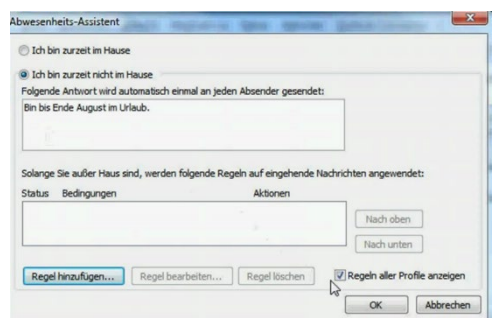 Abwesenheits-Assistent
Ich bin zurzeit im Hause
Ich bin zurzeit nicht im Hause
Folgende Antwort wird automatisch einmal an jeden Absender gesendet:
Bin bis Ende August im Urlaub.
Solange Sie außer Haus sind, werden folgende Regeln auf eingehende Nachrichten angewendet:
Status Bedingungen Aktionen
Nach oben
Nach unten
Regel hinzufügen... Regel bearbeiten... Regel löschen Regeln aller Profile anzeigen
OK Abbrechen